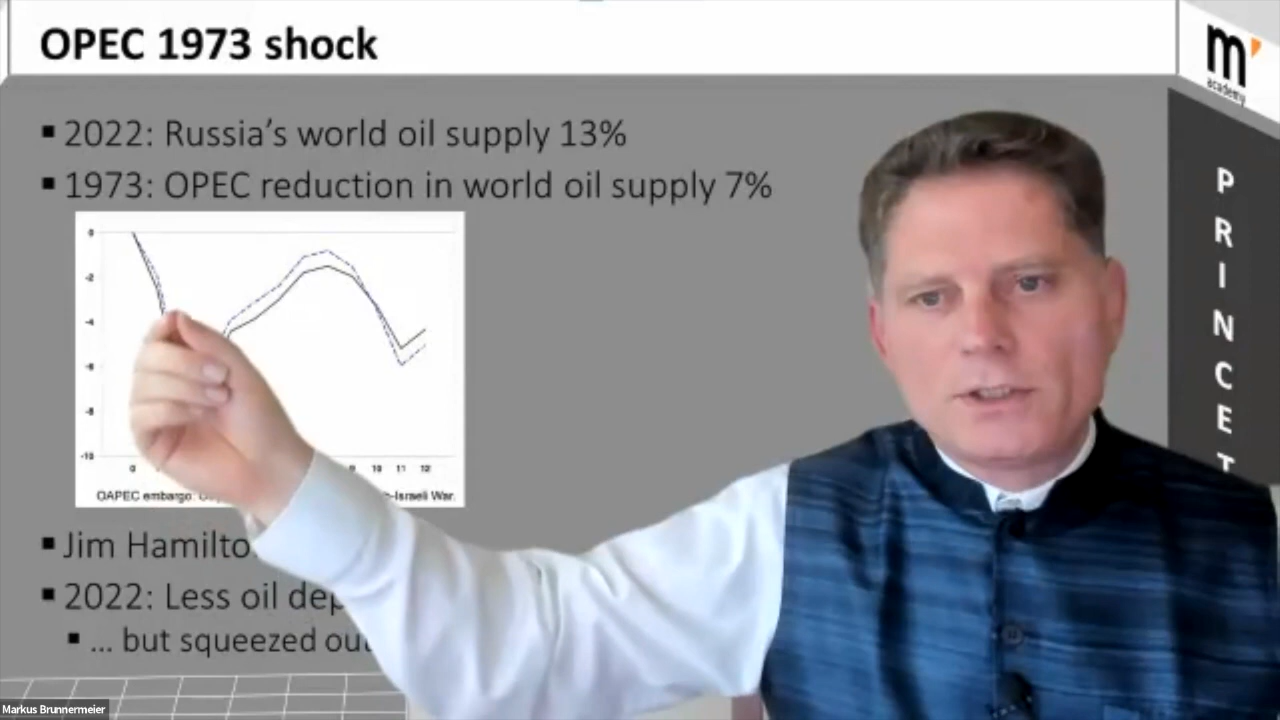 OPEC 1973 shock
m'
academy
2022: Russia's world oil supply 13%
1973: OPEC reduction in world oil supply 7%
0
-2
-4
-6
-8
-10
0 9 10 11 12
OAPEC embargo: -Israeli War.
Jim Hamilto
2022: Less oil dep
... but squeezed ou
PRINCET
Markus Brunnermeier